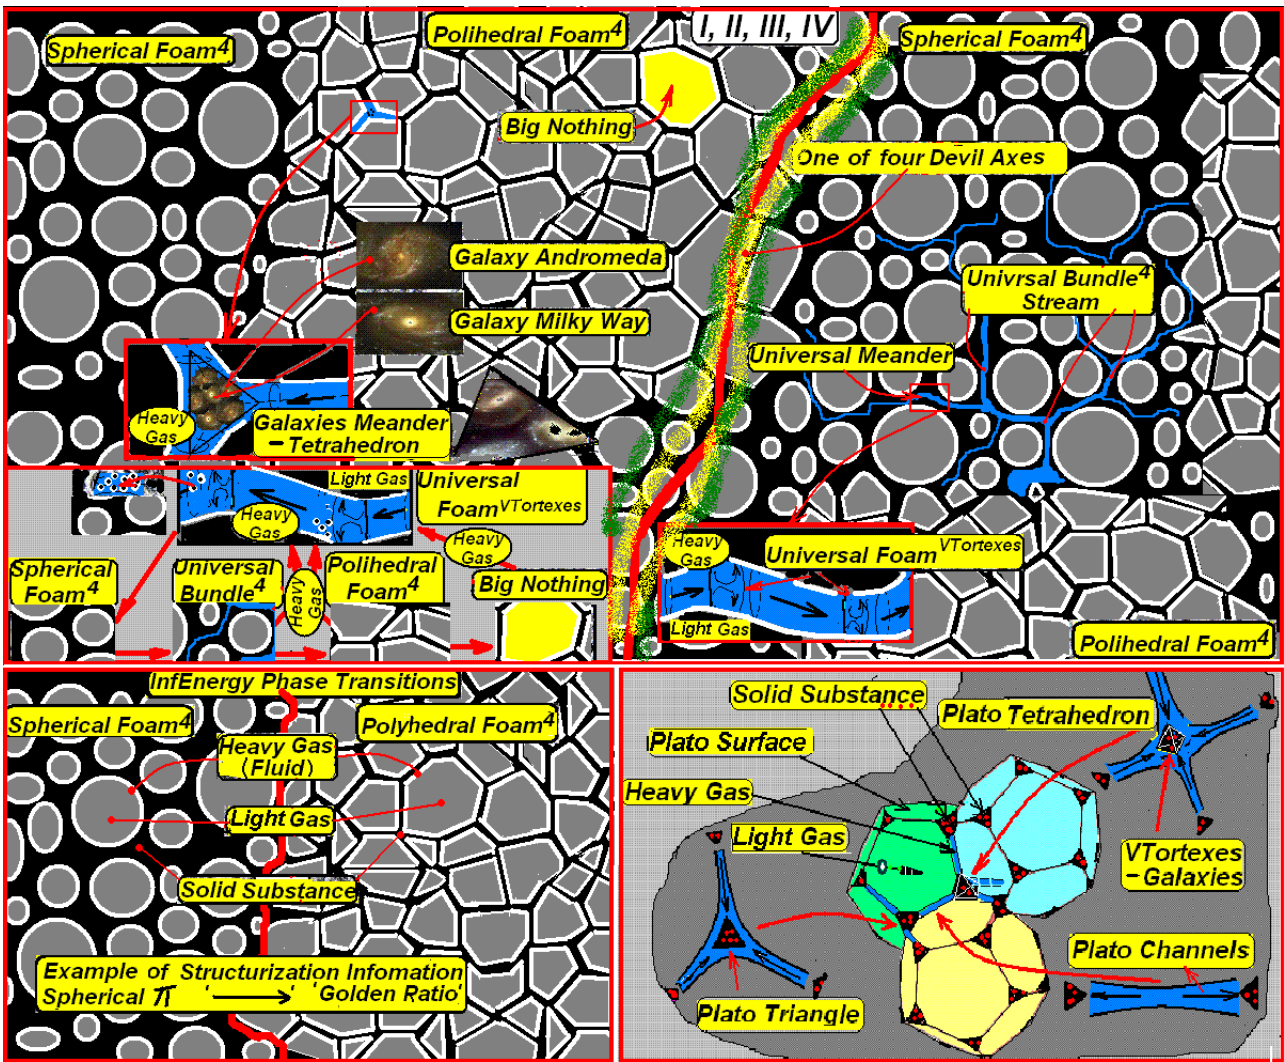 Spherical Foam4
Polihedral Foam4
I, II, III, IV
Spherical Foam4
Big Nothing
One of four Devil Axes
Galaxy Andromeda
Galaxy Milky Way
Univrsal Bundle4
Stream
Universal Meander
Heavy
Gas
Galaxies Meander
- Tetrahedron
Light Gas
Universal
Foam VTortexes
Heavy
Gas
Heavy
Gas
Spherical
Foam4
Universal
Bundle4
Heavy
Gas
Polihedral
Foam4
Big Nothing
Heavy
Gas
Universal Foam VTortexes
Light Gas
Polihedral Foam4
InfEnergy Phase Transitions
Spherical Foam4
Polyhedral Foam4
Heavy Gas
(Fluid)
Light Gas
Solid Substance
Example of Structurization Infomation
Spherical π ' ⟶ ' 'Golden Ratio'
Solid Substance
Plato Tetrahedron
Plato Surface
Heavy Gas
Light Gas
VTortexes
- Galaxies
Plato Channels
Plato Triangle